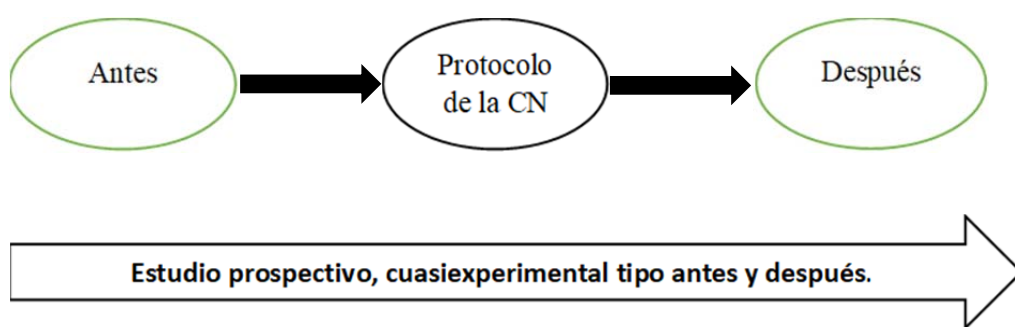 Antes
Protocolo
de la CN
Después
Estudio prospectivo, cuasiexperimental tipo antes y después.